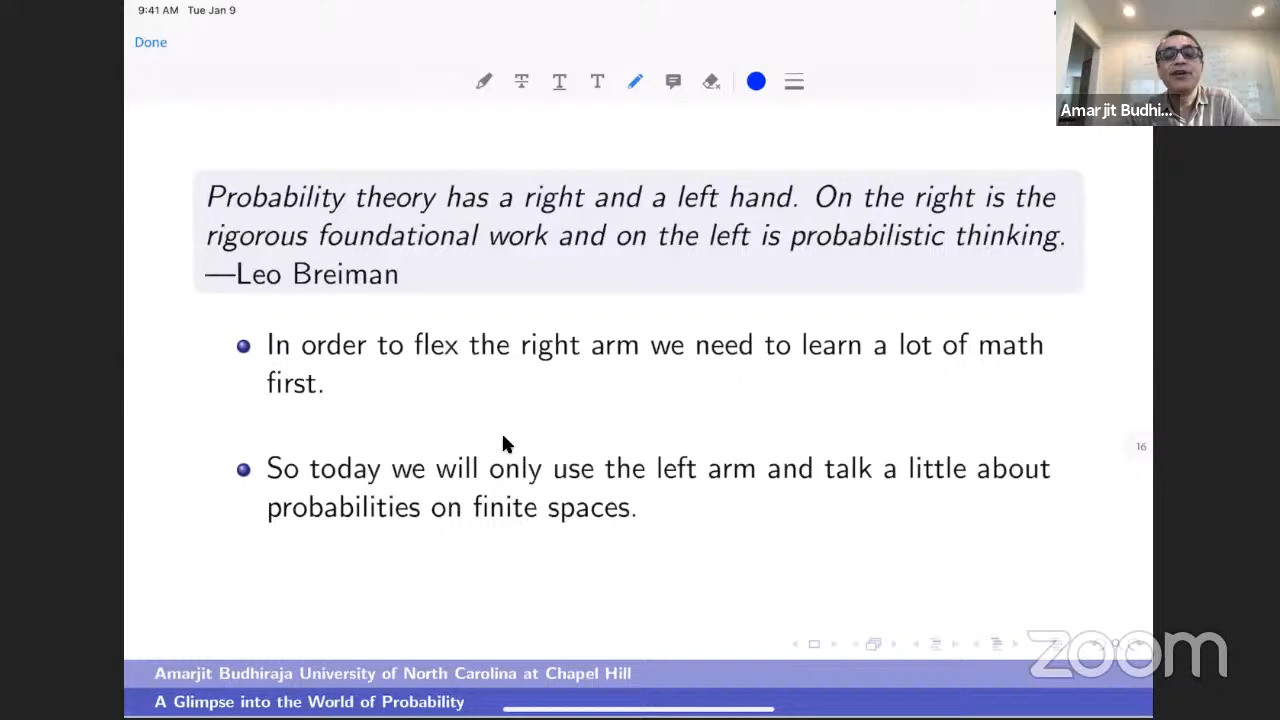 9:41 AM Tue Jan 9
Done
Amarjit Budhi...
Probability theory has a right and a left hand. On the right is the
rigorous foundational work and on the left is probabilistic thinking.
—Leo Breiman
In order to flex the right arm we need to learn a lot of math
first.
16
So today we will only use the left arm and talk a little about
probabilities on finite spaces.
zoom
Amarjit Budhiraja University of North Carolina at Chapel Hill
A Glimpse into the World of Probability